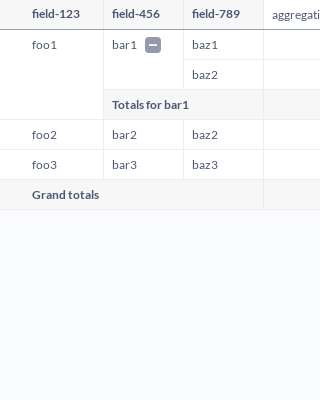 field-123 field-456 field-789 aggregati
foo1 bar1 baz1
baz2
Totals for bar1
foo2 bar2 baz2
foo3 bar3 baz3
Grand totals